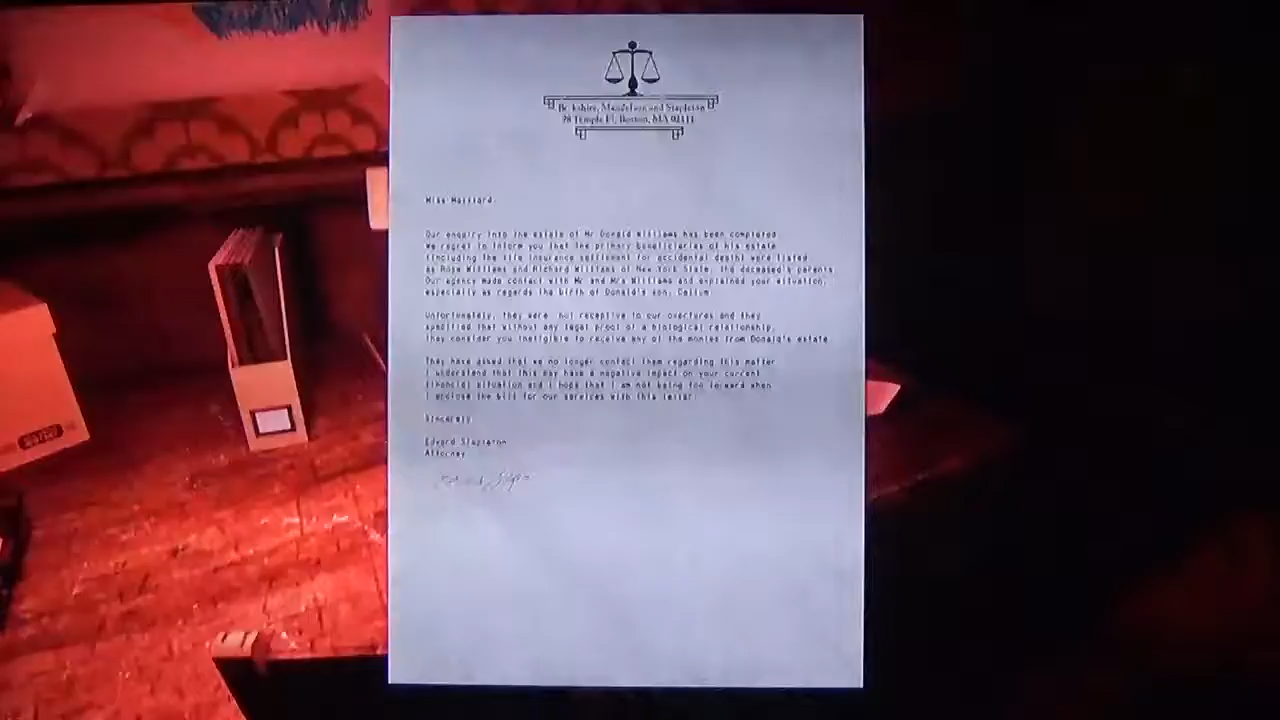 Berkshire, Mandelson and Stapleton
78 Temple Pl, Boston, MA 02111
Miss
Our enquiry into the estate of Mr Donald Williams has been completed.
We regret to inform you that the primary beneficiaries of his estate
(including the life insurance settlement for accidental death) were listed
as Rose Williams and Richard Williams of New York State, the deceased's parents.
Our agency made contact with Mr and Mrs Williams and explained your situation,
especially as regards the birth of Donald's son, Callum.
Unfortunately, they were not receptive to our overtures and they
specified that without any legal proof of a biological relationship,
they consider you ineligible to receive any of the monies from Donald's estate.
They have asked that we no longer contact them regarding this matter.
I understand that this may have a negative impact on your current
financial situation and I hope that I am not being too forward when
I enclose the bill for our services with this letter.
Sincerely
Edward Stapleton
Attorney